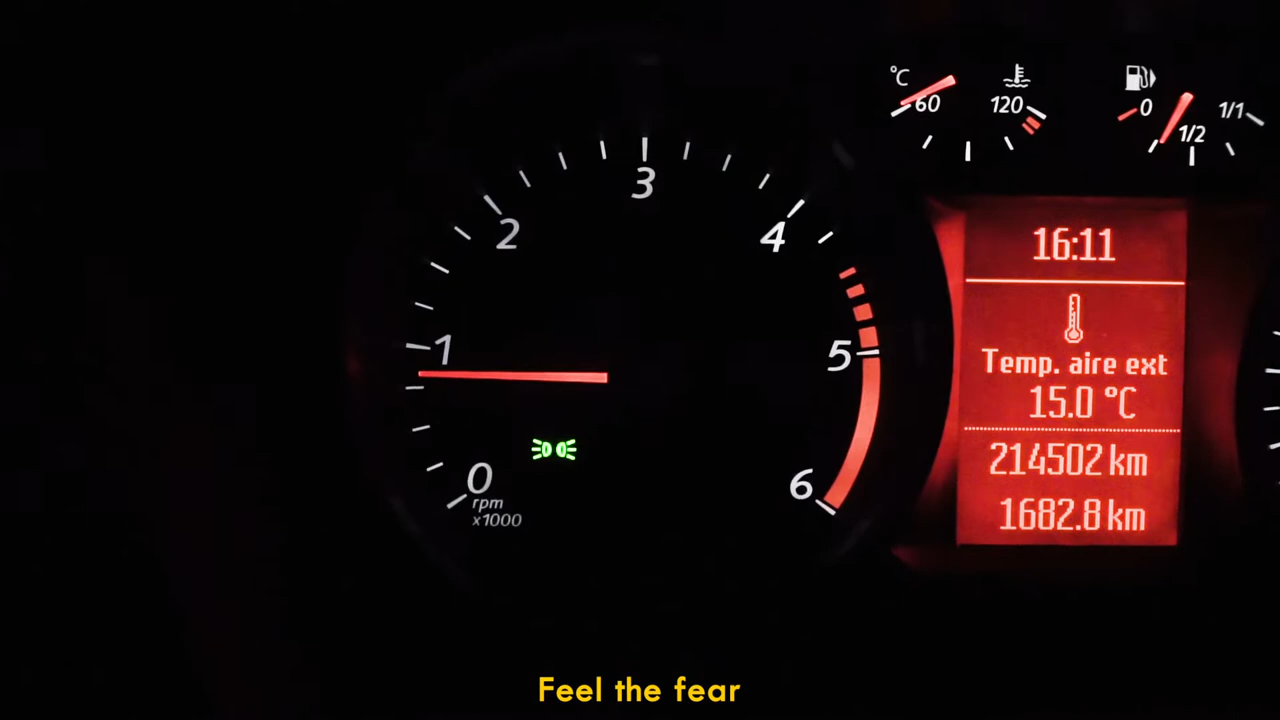 °C
60
120
0
1/2
1/1
0
1
2
3
4
5
6
rpm
x1000
16:11
Temp. aire ext
15.0 °C
214502 km
1682.8 km
Feel the fear